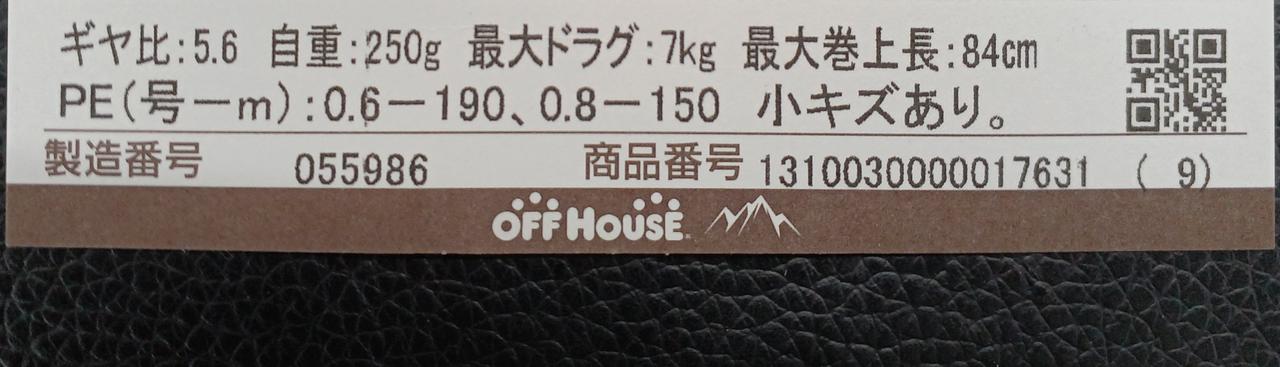 ギヤ比:5.6 自重:250g 最大ドラグ:7kg 最大巻上長:84cm
PE(号ーm):0.6ー190、0.8ー150 小キズあり。
製造番号 055986 商品番号 1310030000017631 ( 9)
OFF HOUSE